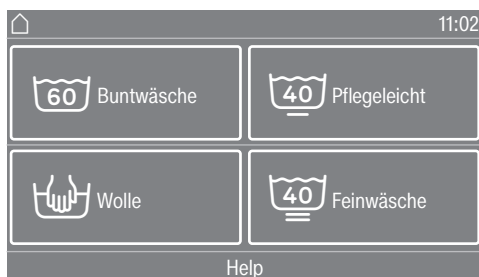 11:02
60 Buntwäsche
40 Pflegeleicht
Wolle
40 Feinwäsche
Help